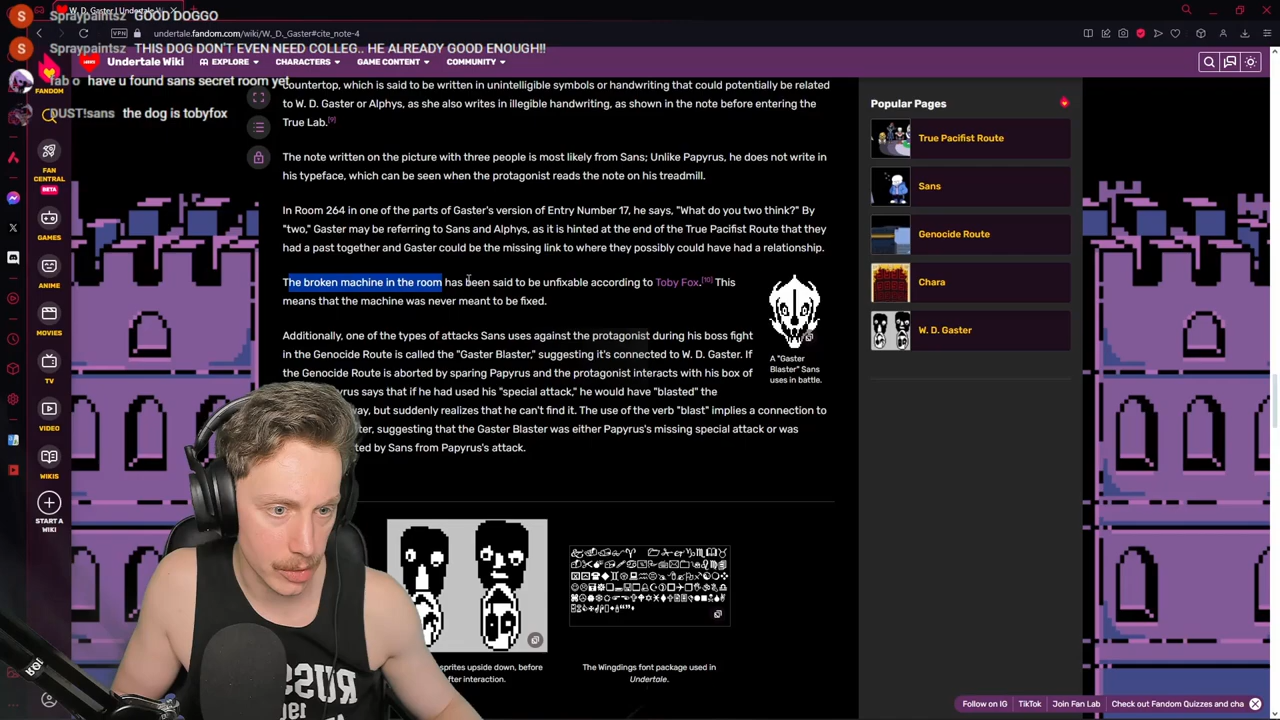 W. D. Gaster | Undertale Wiki
Spraypaintsz GOOD DOGGO
VPN
undertale.fandom.com/wiki/W._D._Gaster#cite_note-4
Spraypaintsz THIS DOG DON'T EVEN NEED COLLEG.. HE ALREADY GOOD ENOUGH!!
Undertale Wiki
EXPLORE
CHARACTERS
GAME CONTENT
COMMUNITY
have u found sans secret room yet
DUST!sans the dog is tobyfox
FANDOM
FAN CENTRAL
BETA
GAMES
ANIME
MOVIES
TV
VIDEO
WIKIS
START A WIKI
Countertop, which is said to be written in unintelligible symbols or handwriting that could potentially be related
to W. D. Gaster or Alphys, as she also writes in illegible handwriting, as shown in the note before entering the
True Lab.[9]
The note written on the picture with three people is most likely from Sans; Unlike Papyrus, he does not write in
his typeface, which can be seen when the protagonist reads the note on his treadmill.
In Room 264 in one of the parts of Gaster's version of Entry Number 17, he says, "What do you two think?" By
"two," Gaster may be referring to Sans and Alphys, as it is hinted at the end of the True Pacifist Route that they
had a past together and Gaster could be the missing link to where they possibly could have had a relationship.
The broken machine in the room has been said to be unfixable according to Toby Fox.[10] This
means that the machine was never meant to be fixed.
Additionally, one of the types of attacks Sans uses against the protagonist during his boss fight
in the Genocide Route is called the "Gaster Blaster," suggesting it's connected to W. D. Gaster. If
the Genocide Route is aborted by sparing Papyrus and the protagonist interacts with his box of
says that if he had used his "special attack," he would have "blasted" the
but suddenly realizes that he can't find it. The use of the verb "blast" implies a connection to
suggesting that the Gaster Blaster was either Papyrus's missing special attack or was
by Sans from Papyrus's attack.
A "Gaster
Blaster" Sans
uses in battle.
sprites upside down, before
interaction.
The Wingdings font package used in
Undertale.
Popular Pages
True Pacifist Route
Sans
Genocide Route
Chara
W. D. Gaster
Follow on IG
TikTok
Join Fan Lab
Check out Fandom Quizzes and cha
RUSS